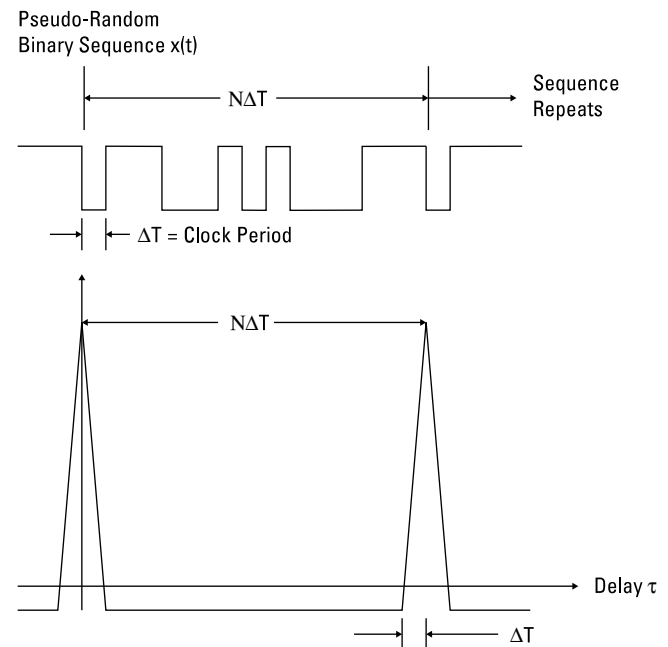 Pseudo-Random
Binary Sequence x(t)
NΔT
Sequence
Repeats
ΔT = Clock Period
NΔT
Delay τ
ΔT